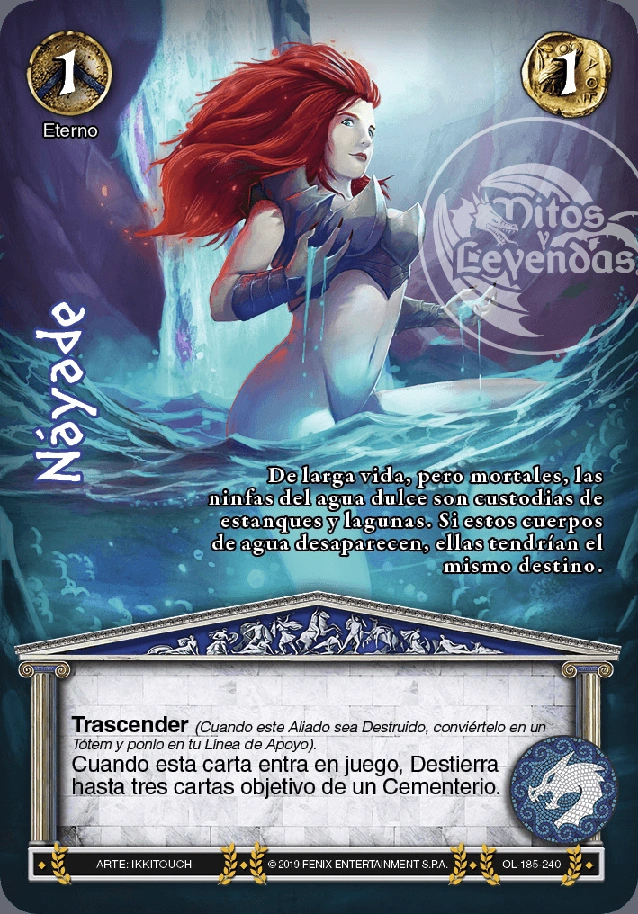 1
1
Eterno
Mitos
y
Leyendas
Náyade
De larga vida, pero mortales, las
ninfas del agua dulce son custodias de
estanques y lagunas. Si estos cuerpos
de agua desaparecen, ellas tendrían el
mismo destino.
Trascender (Cuando este Aliado sea Destruido, conviértelo en un
Tótem y ponlo en tu Línea de Apoyo).
Cuando esta carta entra en juego, Destierra
hasta tres cartas objetivo de un Cementerio.
ARTE: IKKITOUCH
© 2019 FENIX ENTERTAINMENT S.P.A.
OL 185-240